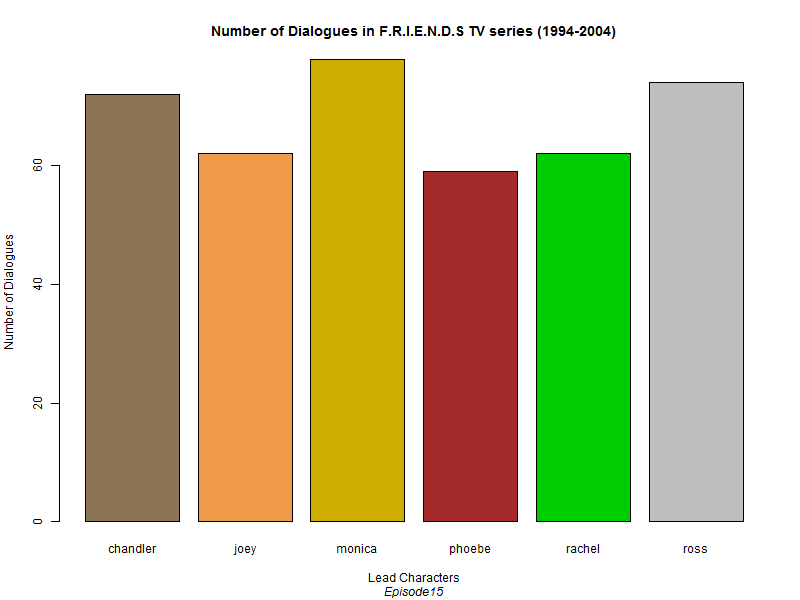 Number of Dialogues in F.R.I.E.N.D.S TV series (1994-2004)
Number of Dialogues
60
40
20
0
chandler
joey
monica
phoebe
rachel
ross
Lead Characters
Episode15